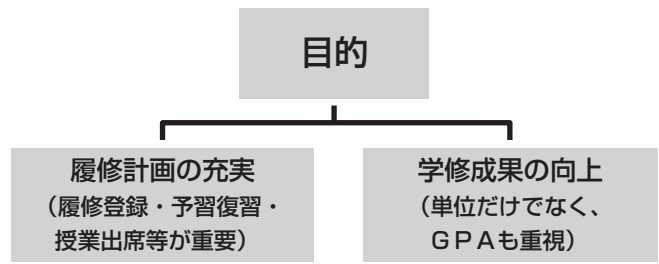 目的
履修計画の充実
（履修登録・予習復習・
授業出席等が重要）
学修成果の向上
（単位だけでなく、
ＧＰＡも重視）